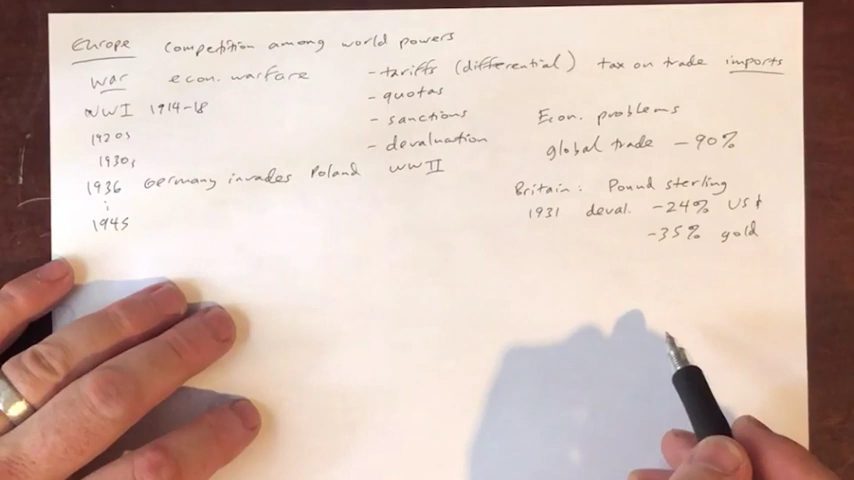 Europe competition among world powers
war econ. warfare
- tariffs (differential) tax on trade imports
- quotas
- sanctions
- devaluation
WWI 1914-18
1920s
1930s
1936 Germany invades Poland WWII
1945
Econ. problems
global trade -90%
Britain: Pound sterling
1931 deval. -24% US$
-35% gold